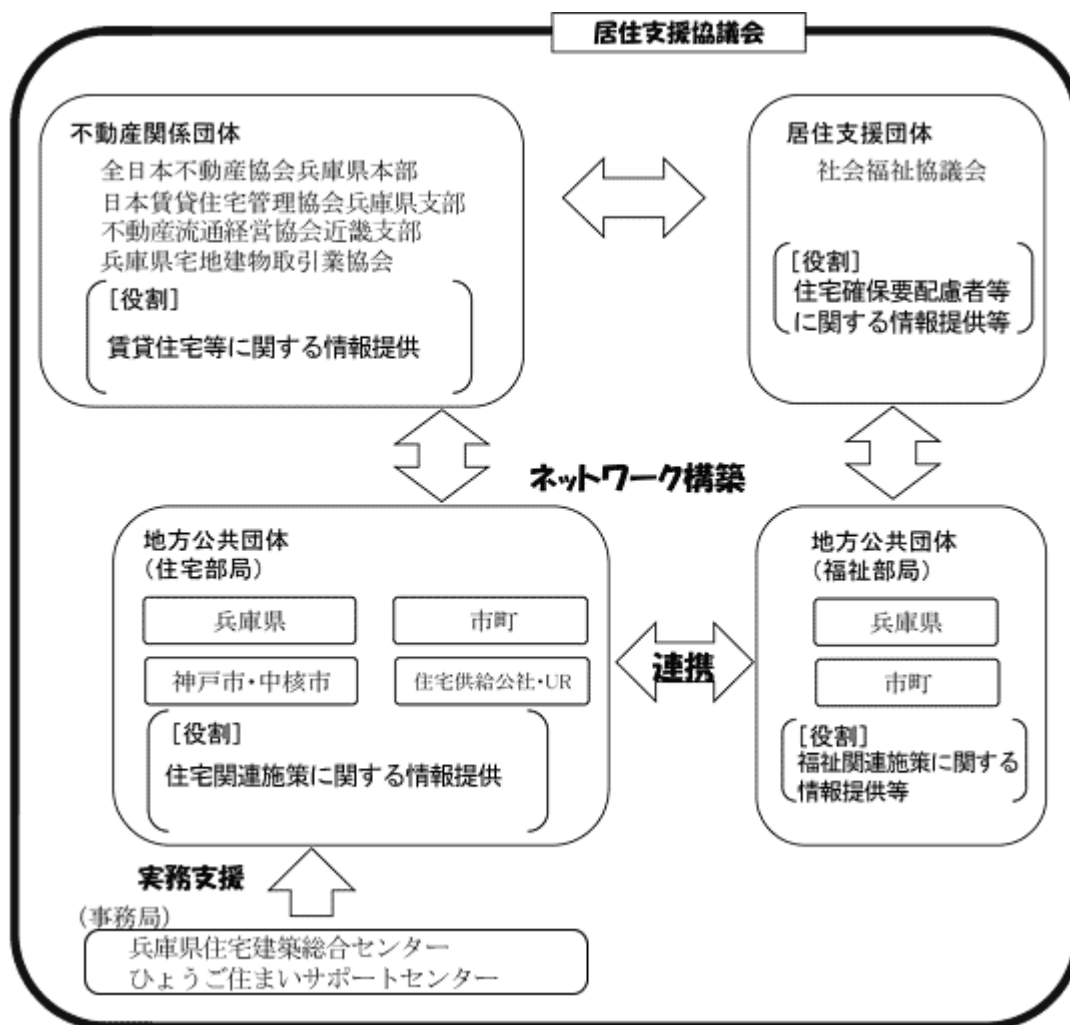 居住支援協議会
不動産関係団体
全日本不動産協会兵庫県本部
日本賃貸住宅管理協会兵庫県支部
不動産流通経営協会近畿支部
兵庫県宅地建物取引業協会
[役割]
賃貸住宅等に関する情報提供
居住支援団体
社会福祉協議会
[役割]
住宅確保要配慮者等
に関する情報提供等
ネットワーク構築
地方公共団体
(住宅部局)
兵庫県
市町
神戸市・中核市
住宅供給公社・UR
[役割]
住宅関連施策に関する情報提供
連携
地方公共団体
(福祉部局)
兵庫県
市町
[役割]
福祉関連施策に関する
情報提供等
実務支援
(事務局)
兵庫県住宅建築総合センター
ひょうご住まいサポートセンター